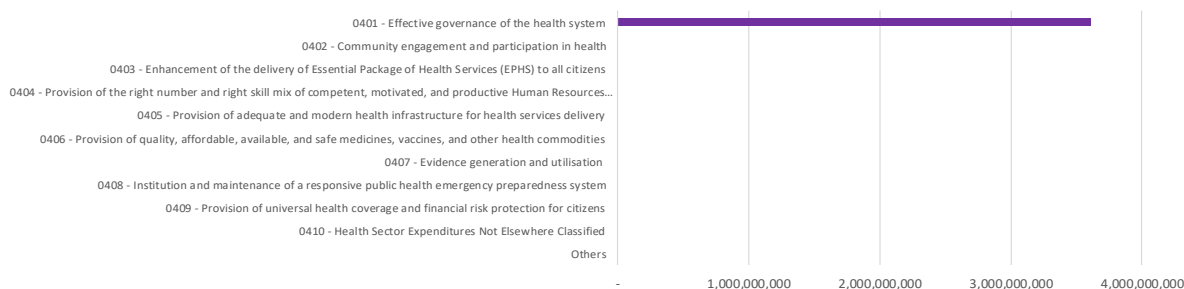 0401 - Effective governance of the health system
0402 - Community engagement and participation in health
0403 - Enhancement of the delivery of Essential Package of Health Services (EPHS) to all citizens
0404 - Provision of the right number and right skill mix of competent, motivated, and productive Human Resources...
0405 - Provision of adequate and modern health infrastructure for health services delivery
0406 - Provision of quality, affordable, available, and safe medicines, vaccines, and other health commodities
0407 - Evidence generation and utilisation
0408 - Institution and maintenance of a responsive public health emergency preparedness system
0409 - Provision of universal health coverage and financial risk protection for citizens
0410 - Health Sector Expenditures Not Elsewhere Classified
Others
- 1,000,000,000 2,000,000,000 3,000,000,000 4,000,000,000